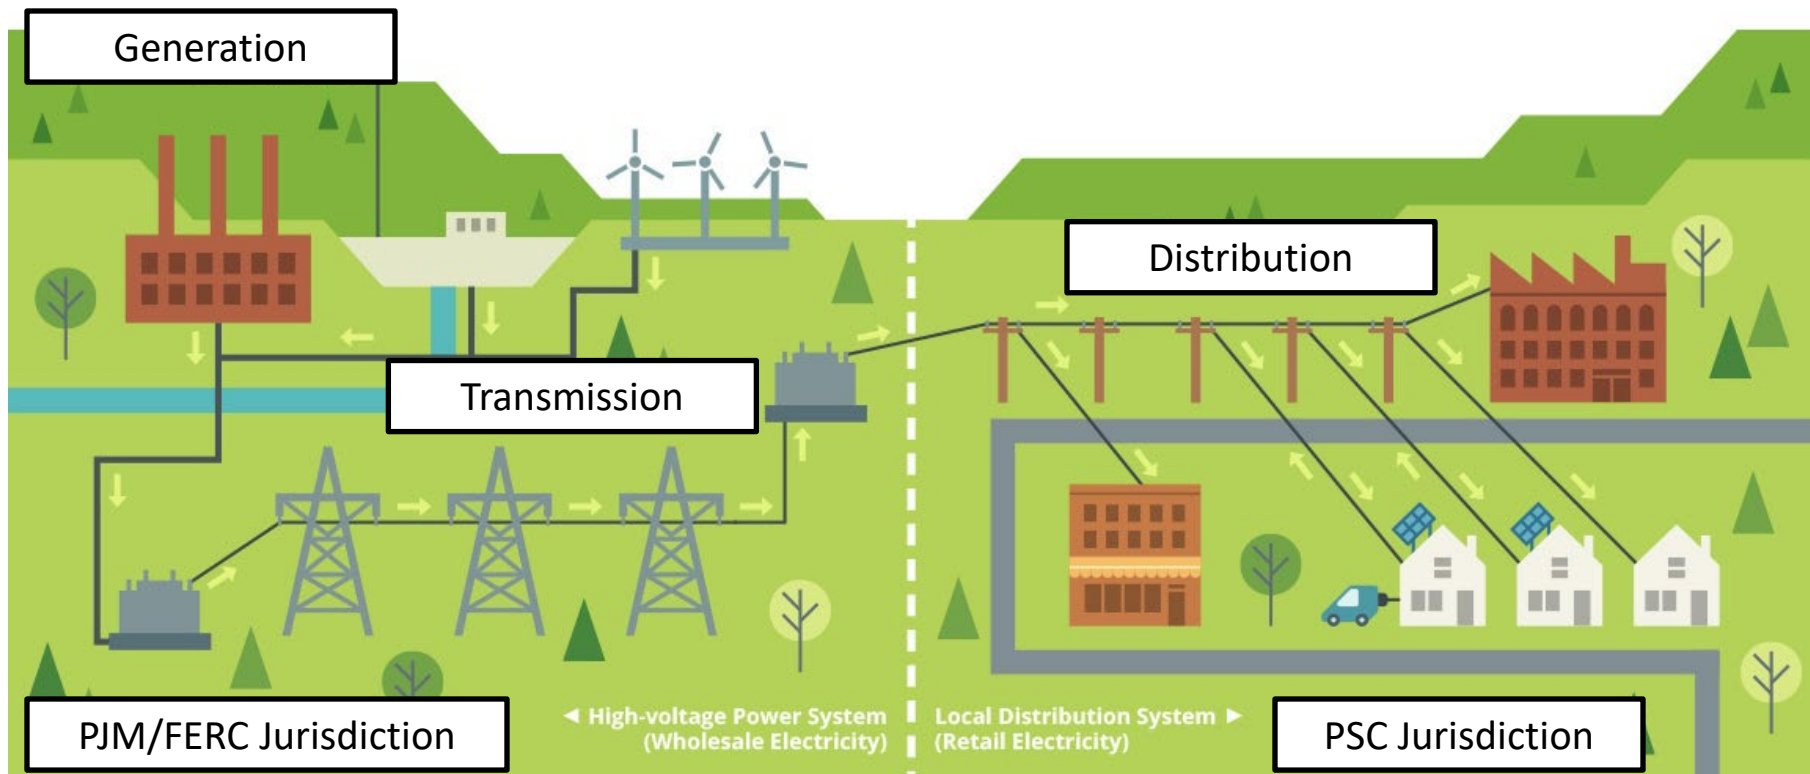 Generation
Distribution
Transmission
◄ High-voltage Power System
(Wholesale Electricity)
Local Distribution System ►
(Retail Electricity)
PJM/FERC Jurisdiction
PSC Jurisdiction